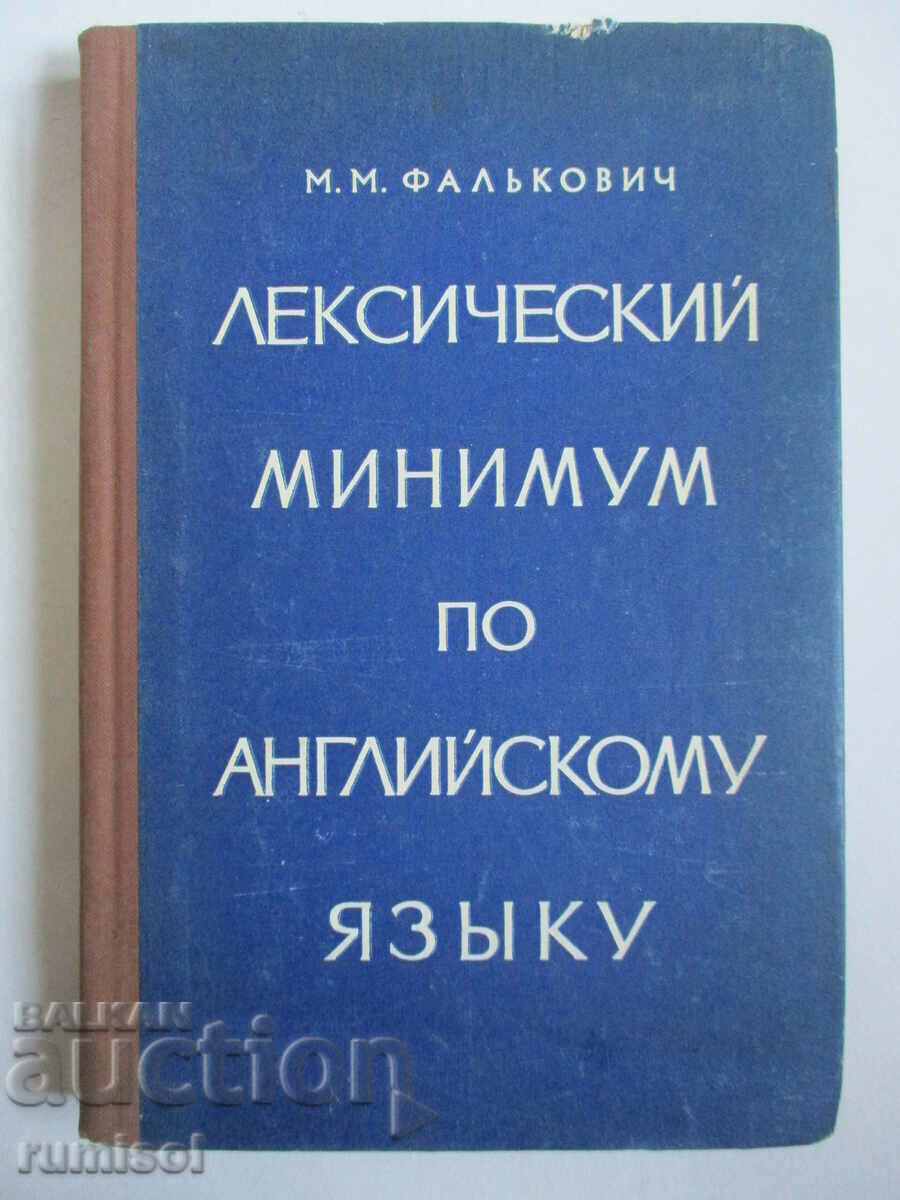 М. М. ФАЛЬКОВИЧ
ЛЕКСИЧЕСКИЙ
МИНИМУМ
ПО
АНГЛИЙСКОМУ
ЯЗЫКУ
BALKAN
auction
rumisol